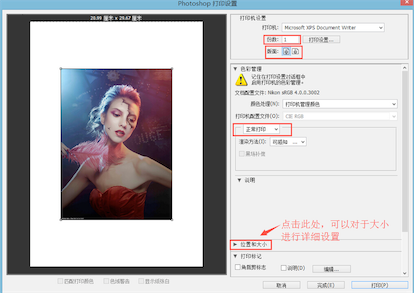 Photoshop 打印设置
20.99 厘米 x 29.67 厘米
打印机设置
打印机: Microsoft XPS Document Writer
份数: 1 打印设置...
版面:
▼ 色彩管理
记住在打印设置对话框中
启用打印机的色彩管理。
文档配置文件: Nikon sRGB 4.0.0.3002
颜色处理(N): 打印机管理颜色
打印机配置文件(O): CIE RGB
正常打印
渲染方法(I): 可感知 ...
黑场补偿
▼ 说明
点击此处,可以对于大小
进行详细设置
▶ 位置和大小
▼ 打印标记
角裁剪标志 说明(D) 编辑...
匹配打印颜色 色域警告 显示纸张白
取消 完成(E) 打印(P)